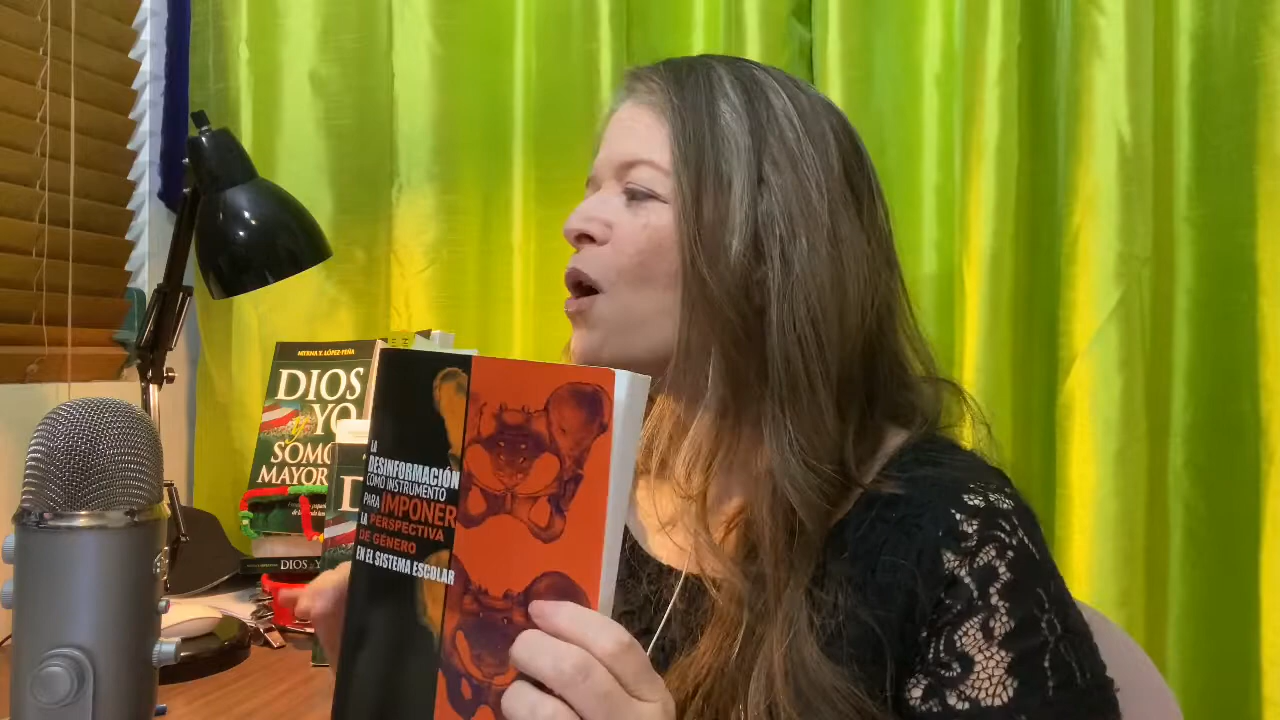 MYRNA Y. LÓPEZ-PEÑA
DIOS
y YO
SOMOS
MAYOR
DIOS y Y
D
LA
DESINFORMACIÓN
COMO INSTRUMENTO
PARA IMPONER
LA PERSPECTIVA
DE GÉNERO
EN EL SISTEMA ESCOLAR